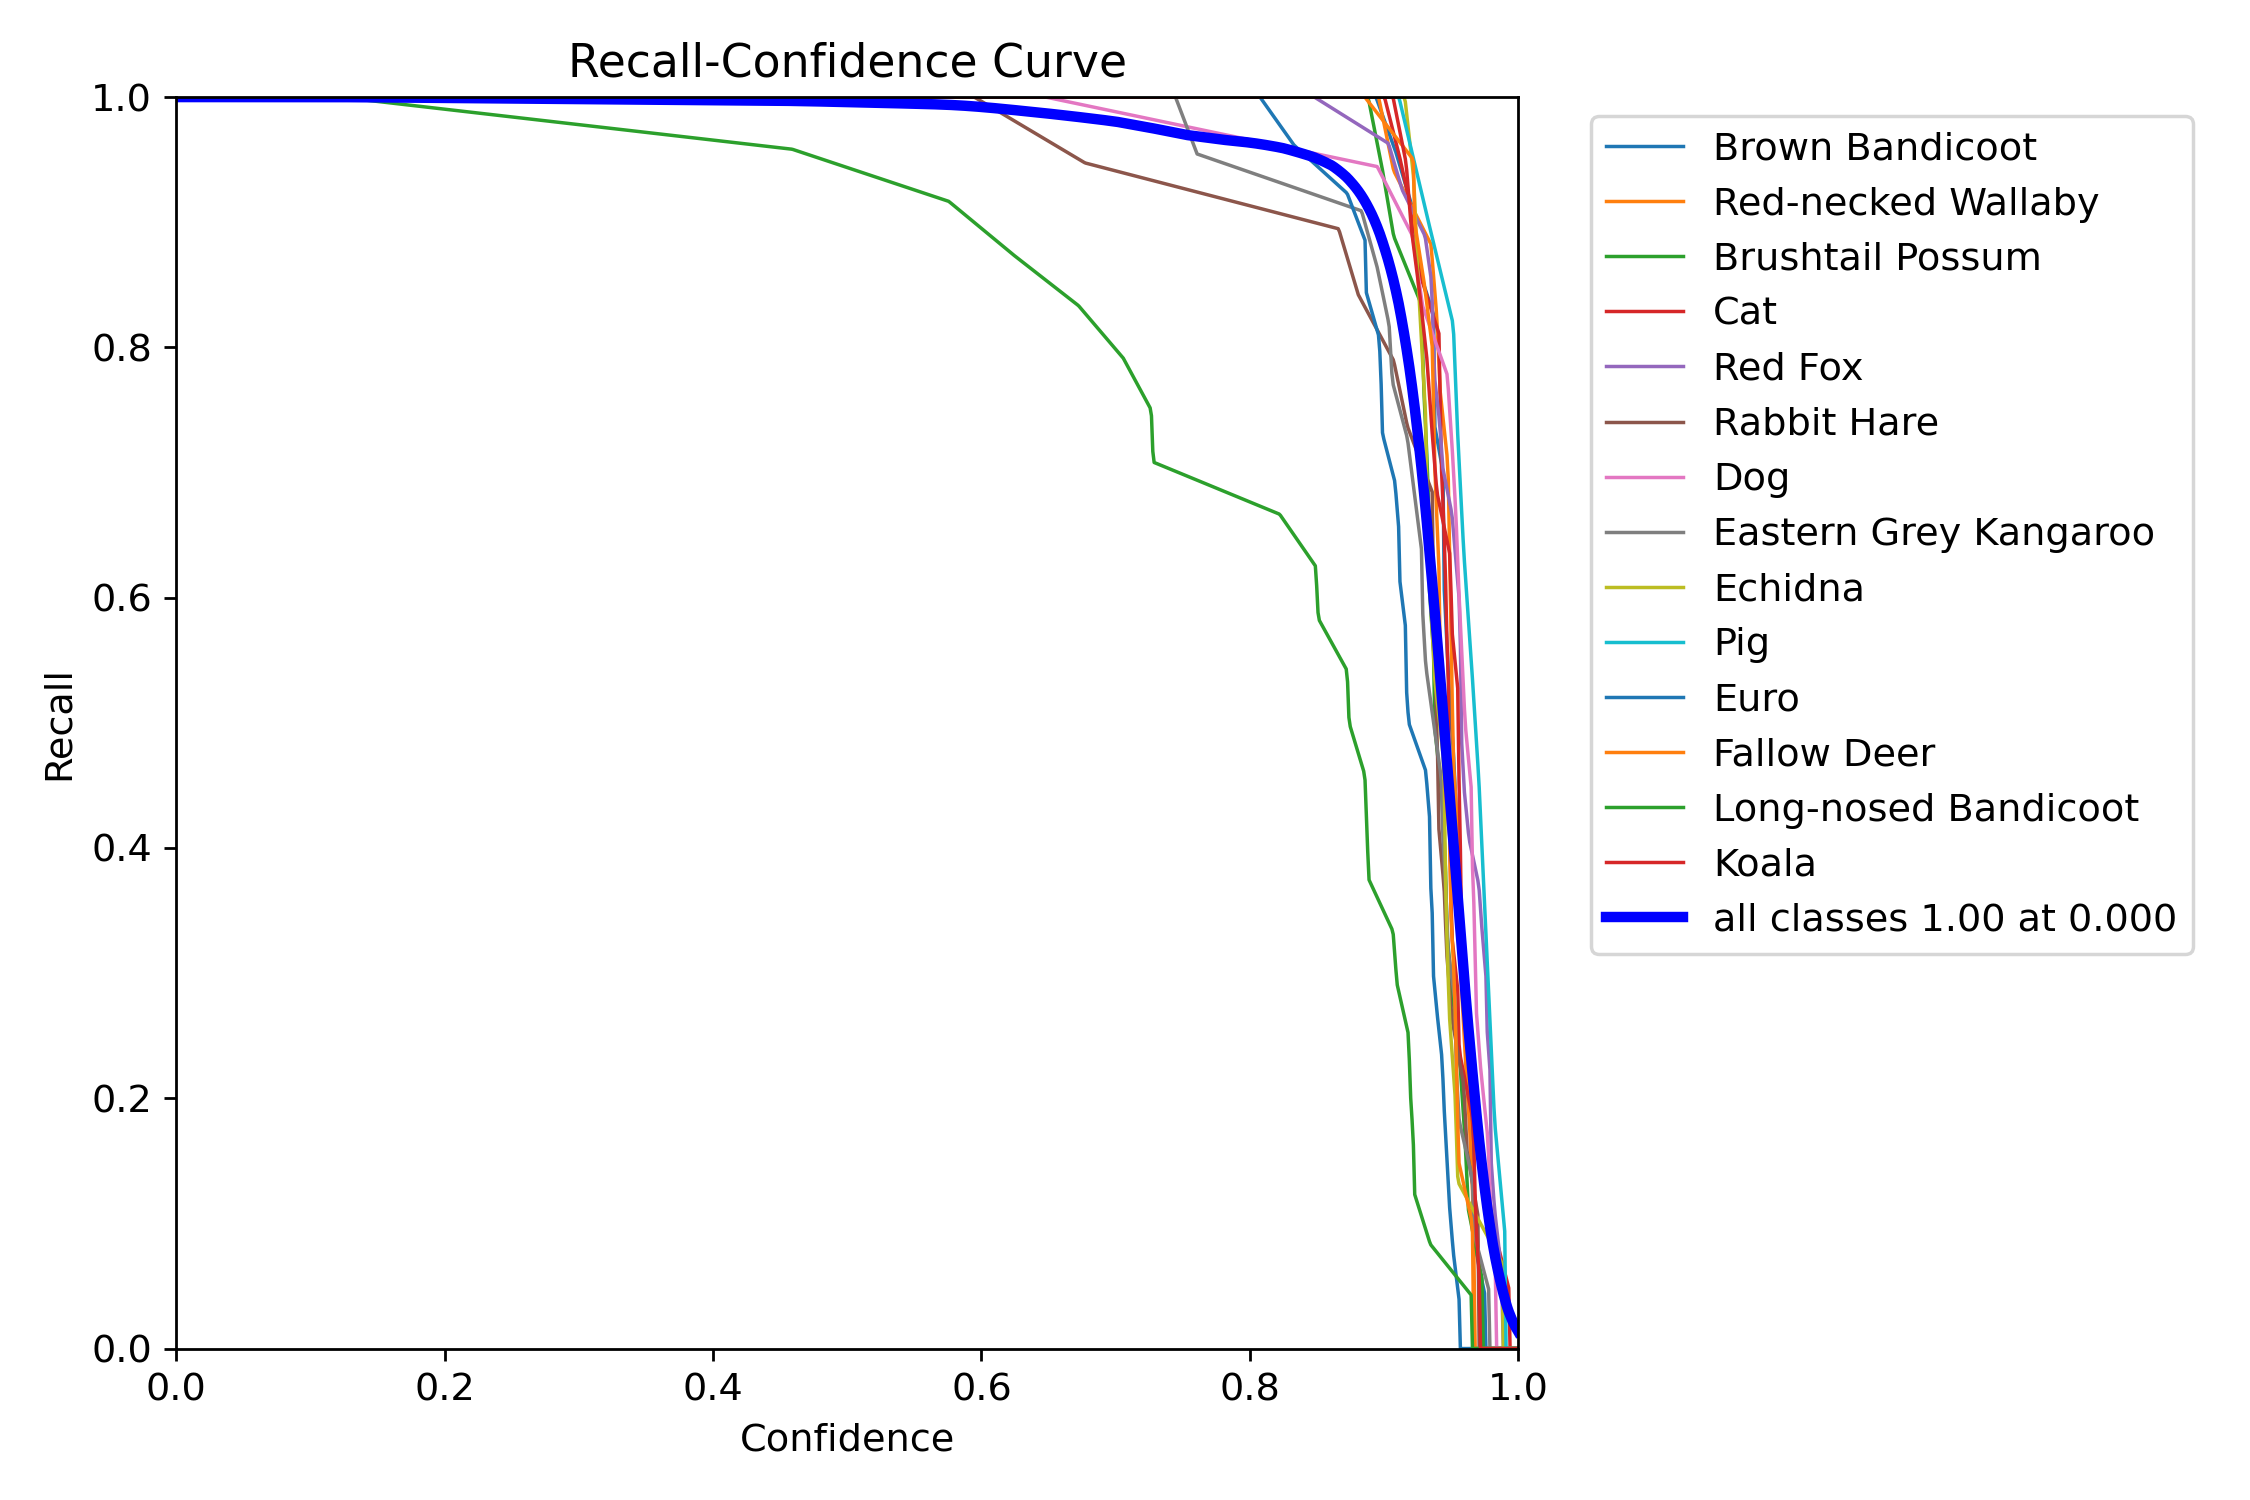 Recall-Confidence Curve
1.0
0.8
0.6
0.4
0.2
0.0
Recall
0.0 0.2 0.4 0.6 0.8 1.0
Confidence
Brown Bandicoot
Red-necked Wallaby
Brushtail Possum
Cat
Red Fox
Rabbit Hare
Dog
Eastern Grey Kangaroo
Echidna
Pig
Euro
Fallow Deer
Long-nosed Bandicoot
Koala
all classes 1.00 at 0.000